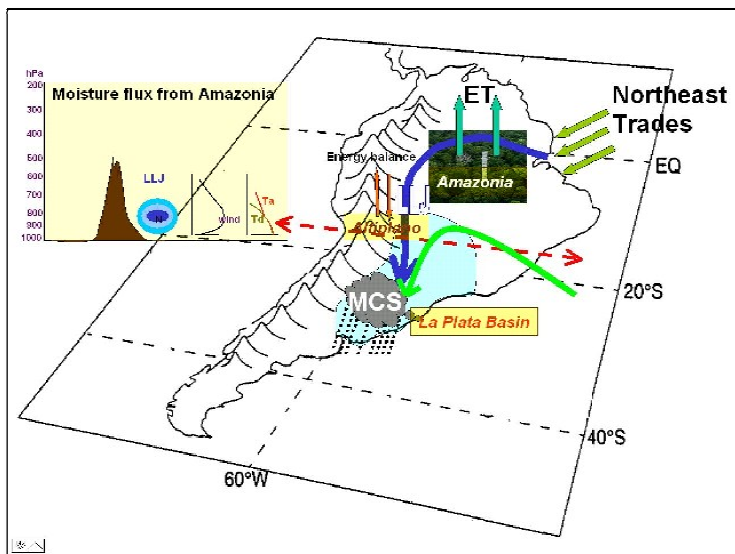 hPa
200
300
400
500
600
700
800
900
1000
Moisture flux from Amazonia
LLJ
N
wind
Ta
Td
ET
Northeast
Trades
EQ
Energy balance
Amazonia
Altiplano
20°S
MCS
La Plata Basin
40°S
60°W